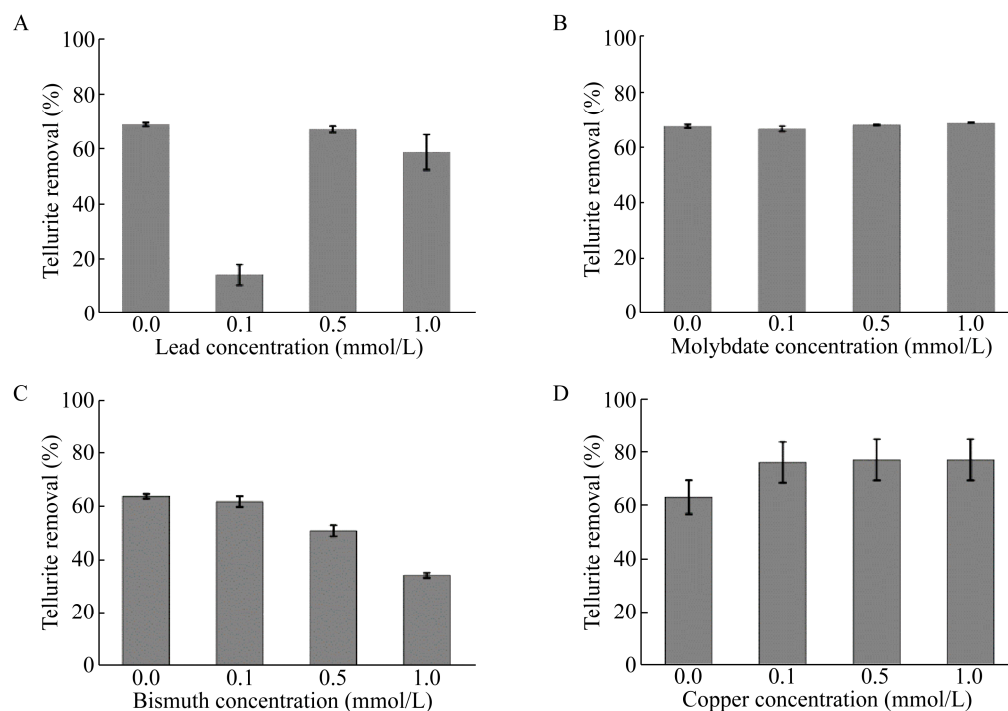 A
Tellurite removal (%)
100
80
60
40
20
0
0.0 0.1 0.5 1.0
Lead concentration (mmol/L)
B
Tellurite removal (%)
100
80
60
40
20
0
0.0 0.1 0.5 1.0
Molybdate concentration (mmol/L)
C
Tellurite removal (%)
100
80
60
40
20
0
0.0 0.1 0.5 1.0
Bismuth concentration (mmol/L)
D
Tellurite removal (%)
100
80
60
40
20
0
0.0 0.1 0.5 1.0
Copper concentration (mmol/L)